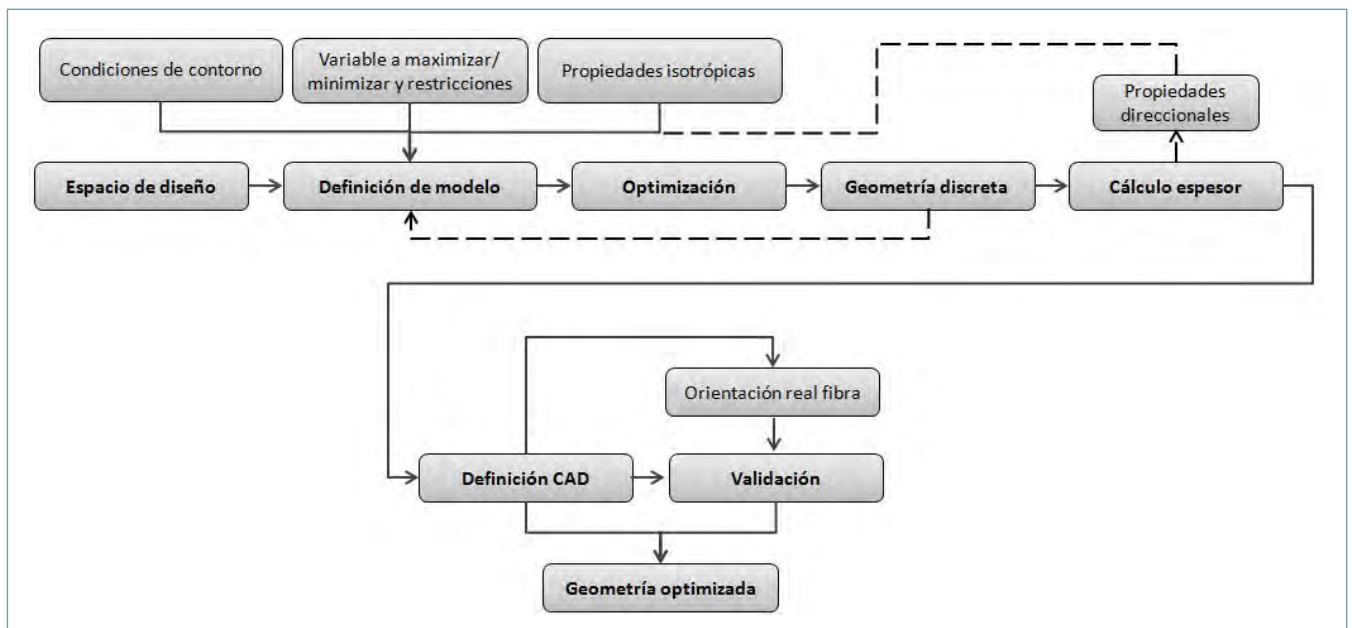 Condiciones de contorno
Variable a maximizar/
minimizar y restricciones
Propiedades isotrópicas
Propiedades
direccionales
Espacio de diseño
Definición de modelo
Optimización
Geometría discreta
Cálculo espesor
Orientación real fibra
Definición CAD
Validación
Geometría optimizada